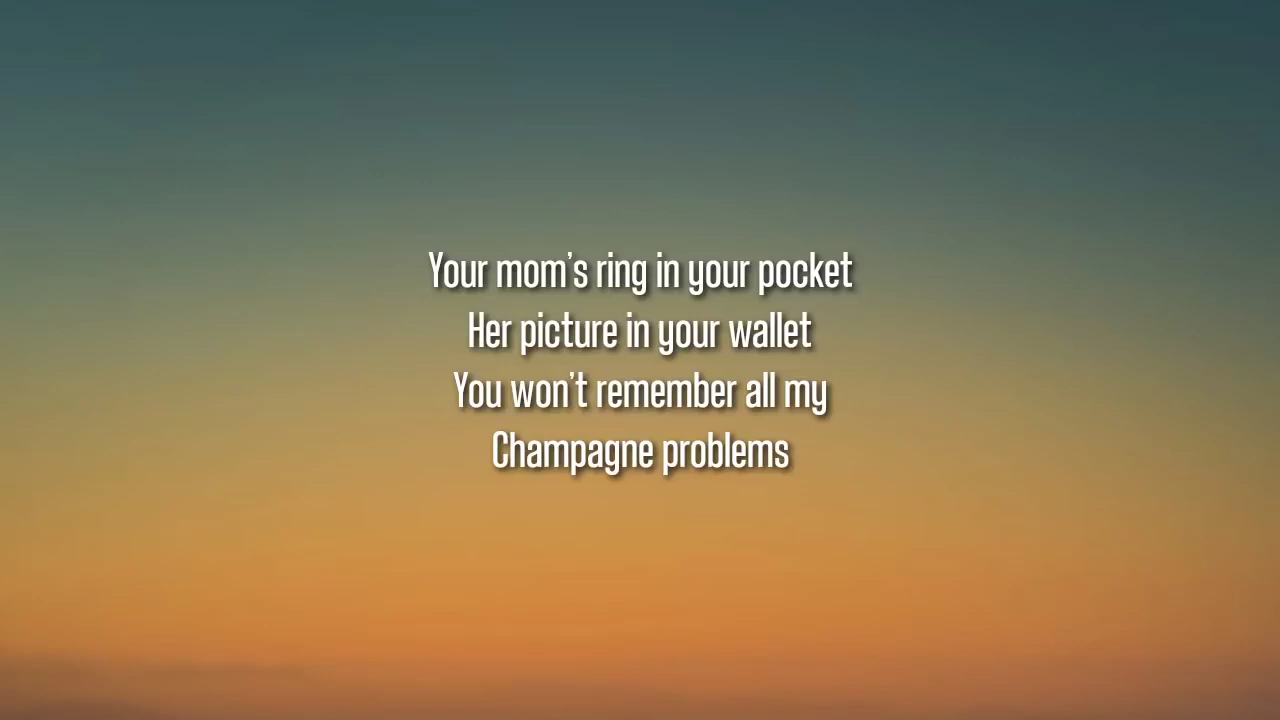 Your mom's ring in your pocket
Her picture in your wallet
You won't remember all my
Champagne problems